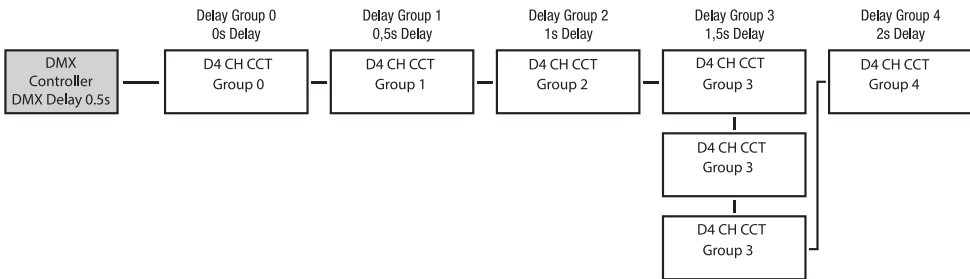 Delay Group 0
0s Delay
Delay Group 1
0,5s Delay
Delay Group 2
1s Delay
Delay Group 3
1,5s Delay
Delay Group 4
2s Delay
DMX
Controller
DMX Delay 0.5s
D4 CH CCT
Group 0
D4 CH CCT
Group 1
D4 CH CCT
Group 2
D4 CH CCT
Group 3
D4 CH CCT
Group 4
D4 CH CCT
Group 3
D4 CH CCT
Group 3